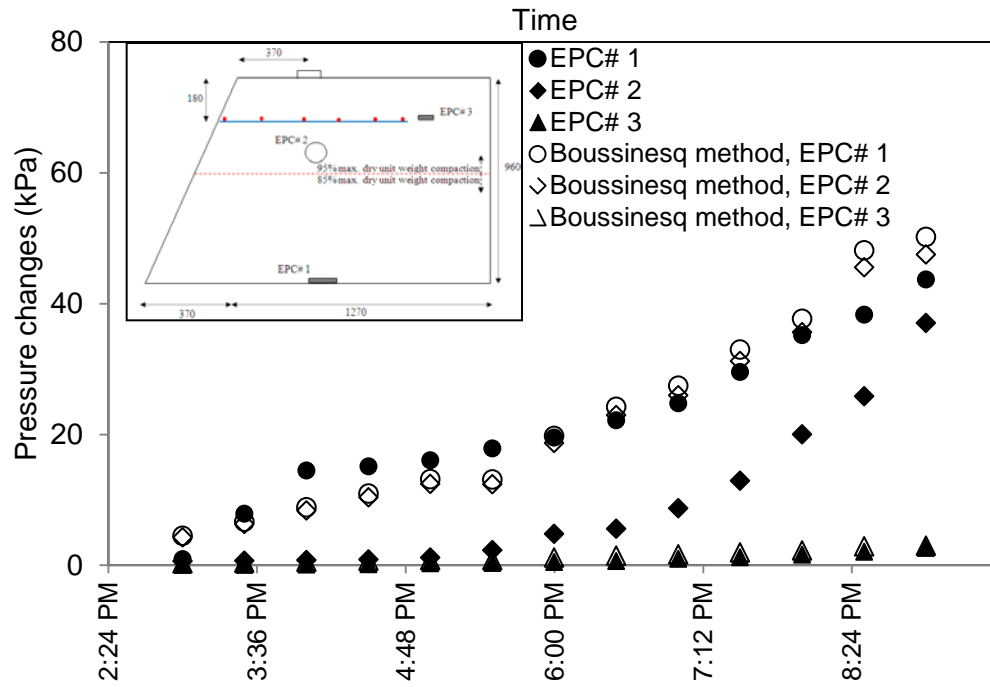 Time
80
60
40
20
0
Pressure changes (kPa)
2:24 PM
3:36 PM
4:48 PM
6:00 PM
7:12 PM
8:24 PM
EPC# 1
EPC# 2
EPC# 3
Boussinesq method, EPC# 1
Boussinesq method, EPC# 2
Boussinesq method, EPC# 3
370
180
EPC# 3
EPC# 2
95% max. dry unit weight compaction
85% max. dry unit weight compaction
960
EPC# 1
370
1270